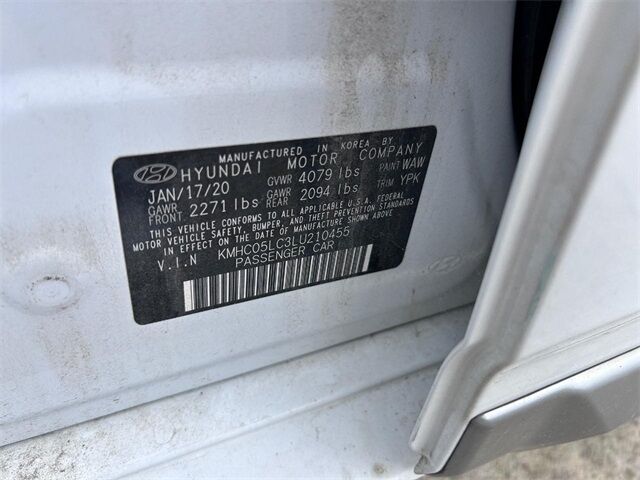 MANUFACTURED IN KOREA BY
HYUNDAI MOTOR COMPANY
JAN/17/20 GVWR 4079 lbs PAINT WAW
GAWR FRONT 2271 lbs GAWR REAR 2094 lbs TRIM YPK
THIS VEHICLE CONFORMS TO ALL APPLICABLE U.S.A. FEDERAL
MOTOR VEHICLE SAFETY, BUMPER, AND THEFT PREVENTION STANDARDS
IN EFFECT ON THE DATE OF MANUFACTURE SHOWN ABOVE.
V.I.N KMHC05LC3LU210455
PASSENGER CAR